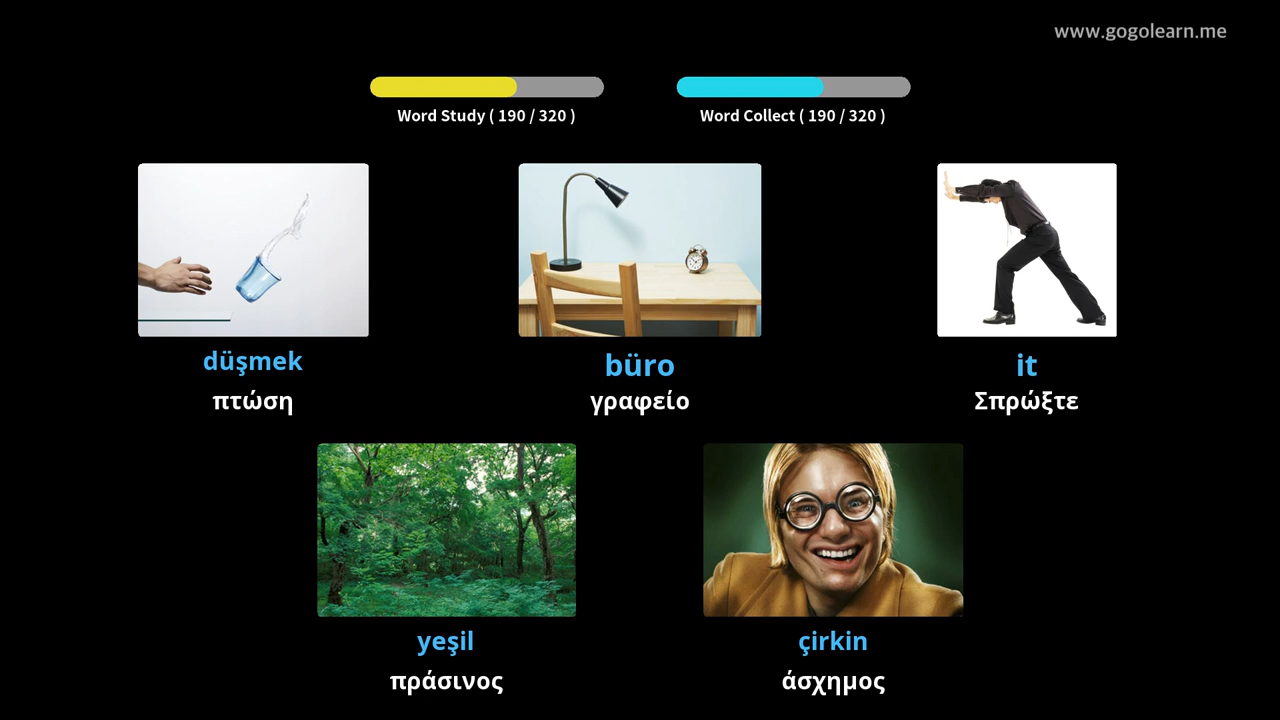 www.gogolearn.me
Word Study ( 190 / 320 )
Word Collect ( 190 / 320 )
düşmek
büro
it
πτώση
γραφείο
Σπρώξτε
yeşil
çirkin
πράσινος
άσχημος